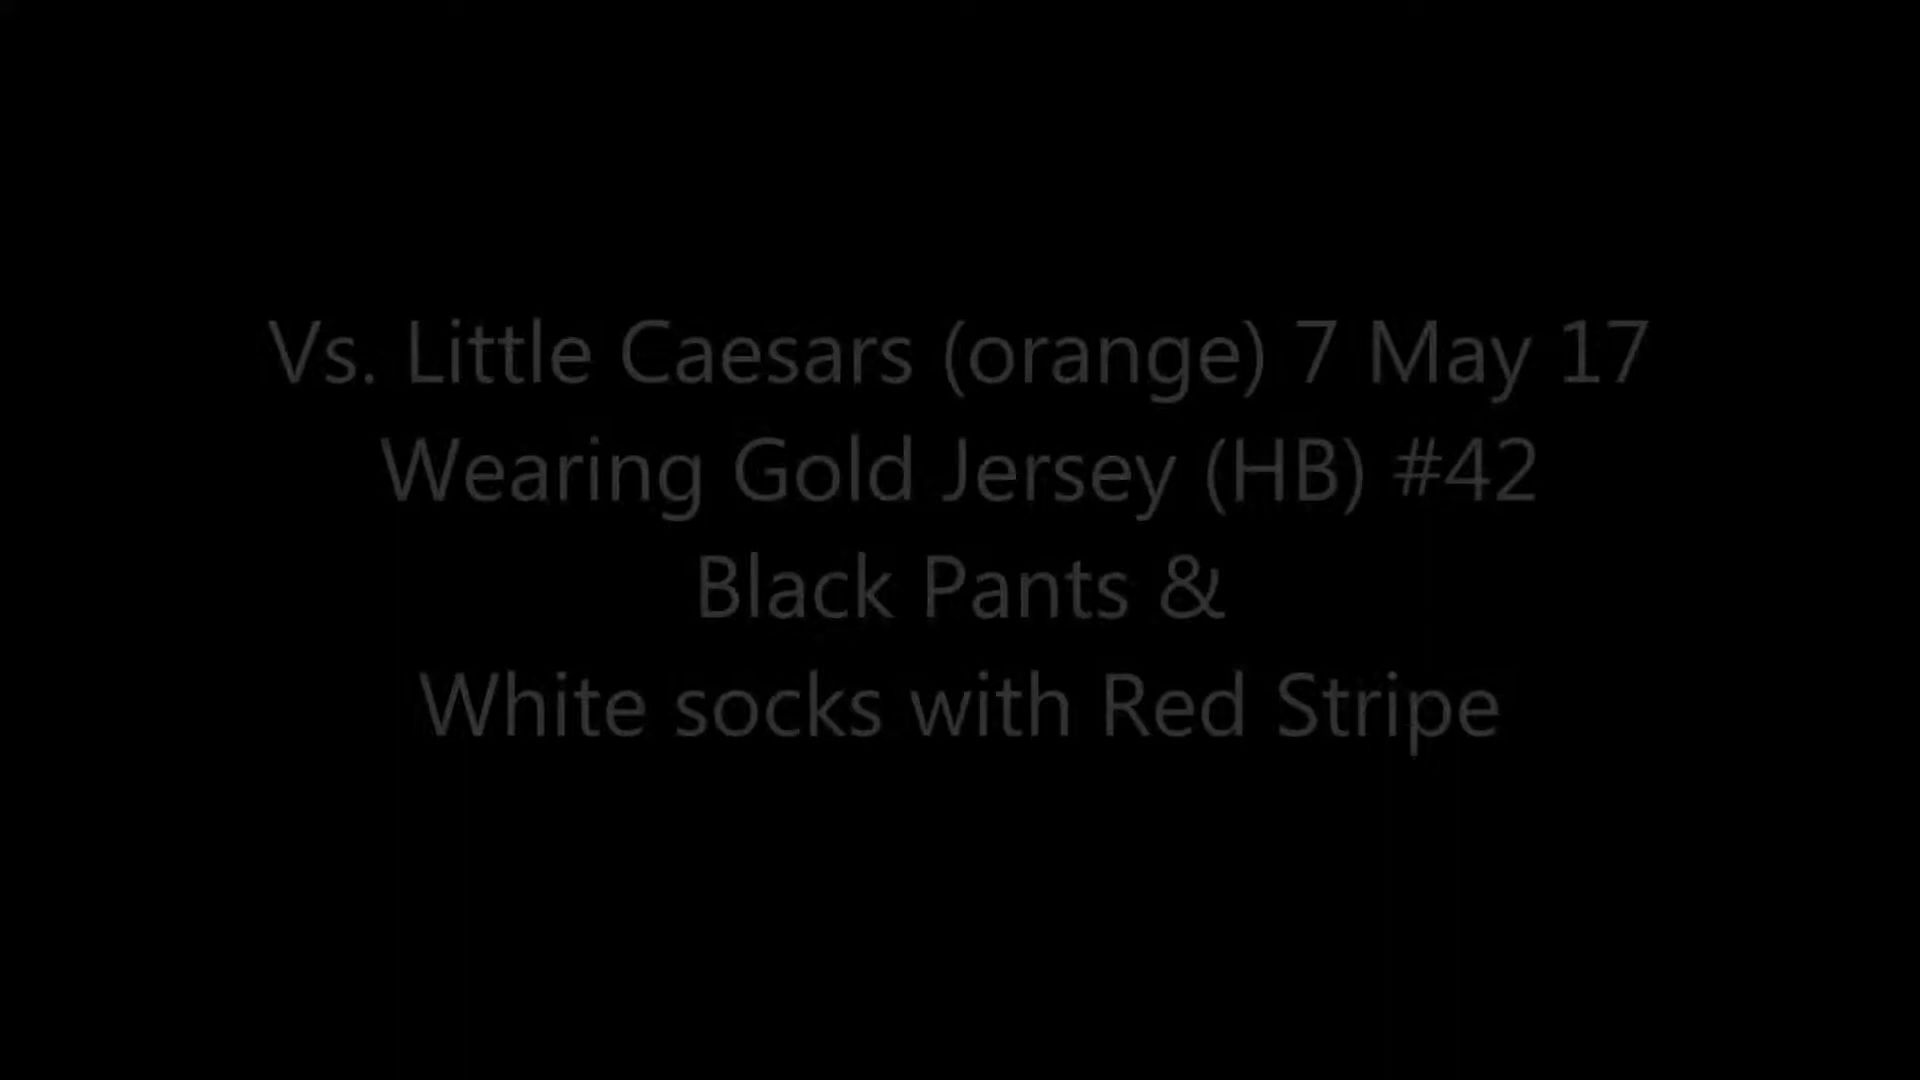 Vs. Little Caesars (orange) 7 May 17
Wearing Gold Jersey (HB) #42
Black Pants &
White socks with Red Stripe